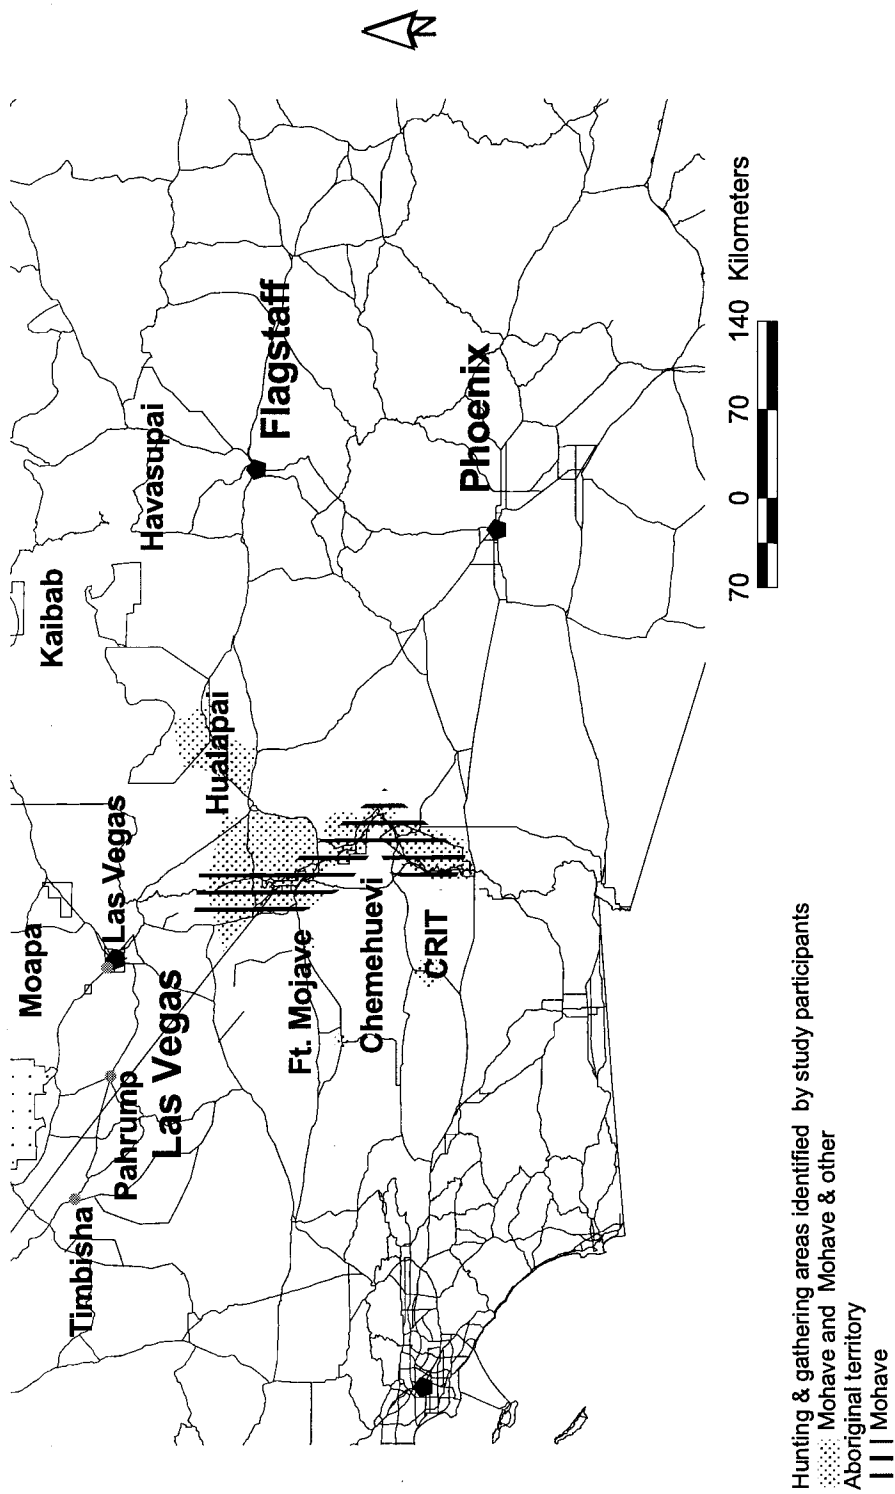 Moapa
Kaibab
Timbisha
Las Vegas
Pahrump
Havasupai
Las Vegas
Hualapai
Flagstaff
Ft. Mojave
Chemehuevi
N
CRIT
Phoenix
70 0 70 140 Kilometers
Hunting & gathering areas identified by study participants
Mohave and Mohave & other
Aboriginal territory
Mohave